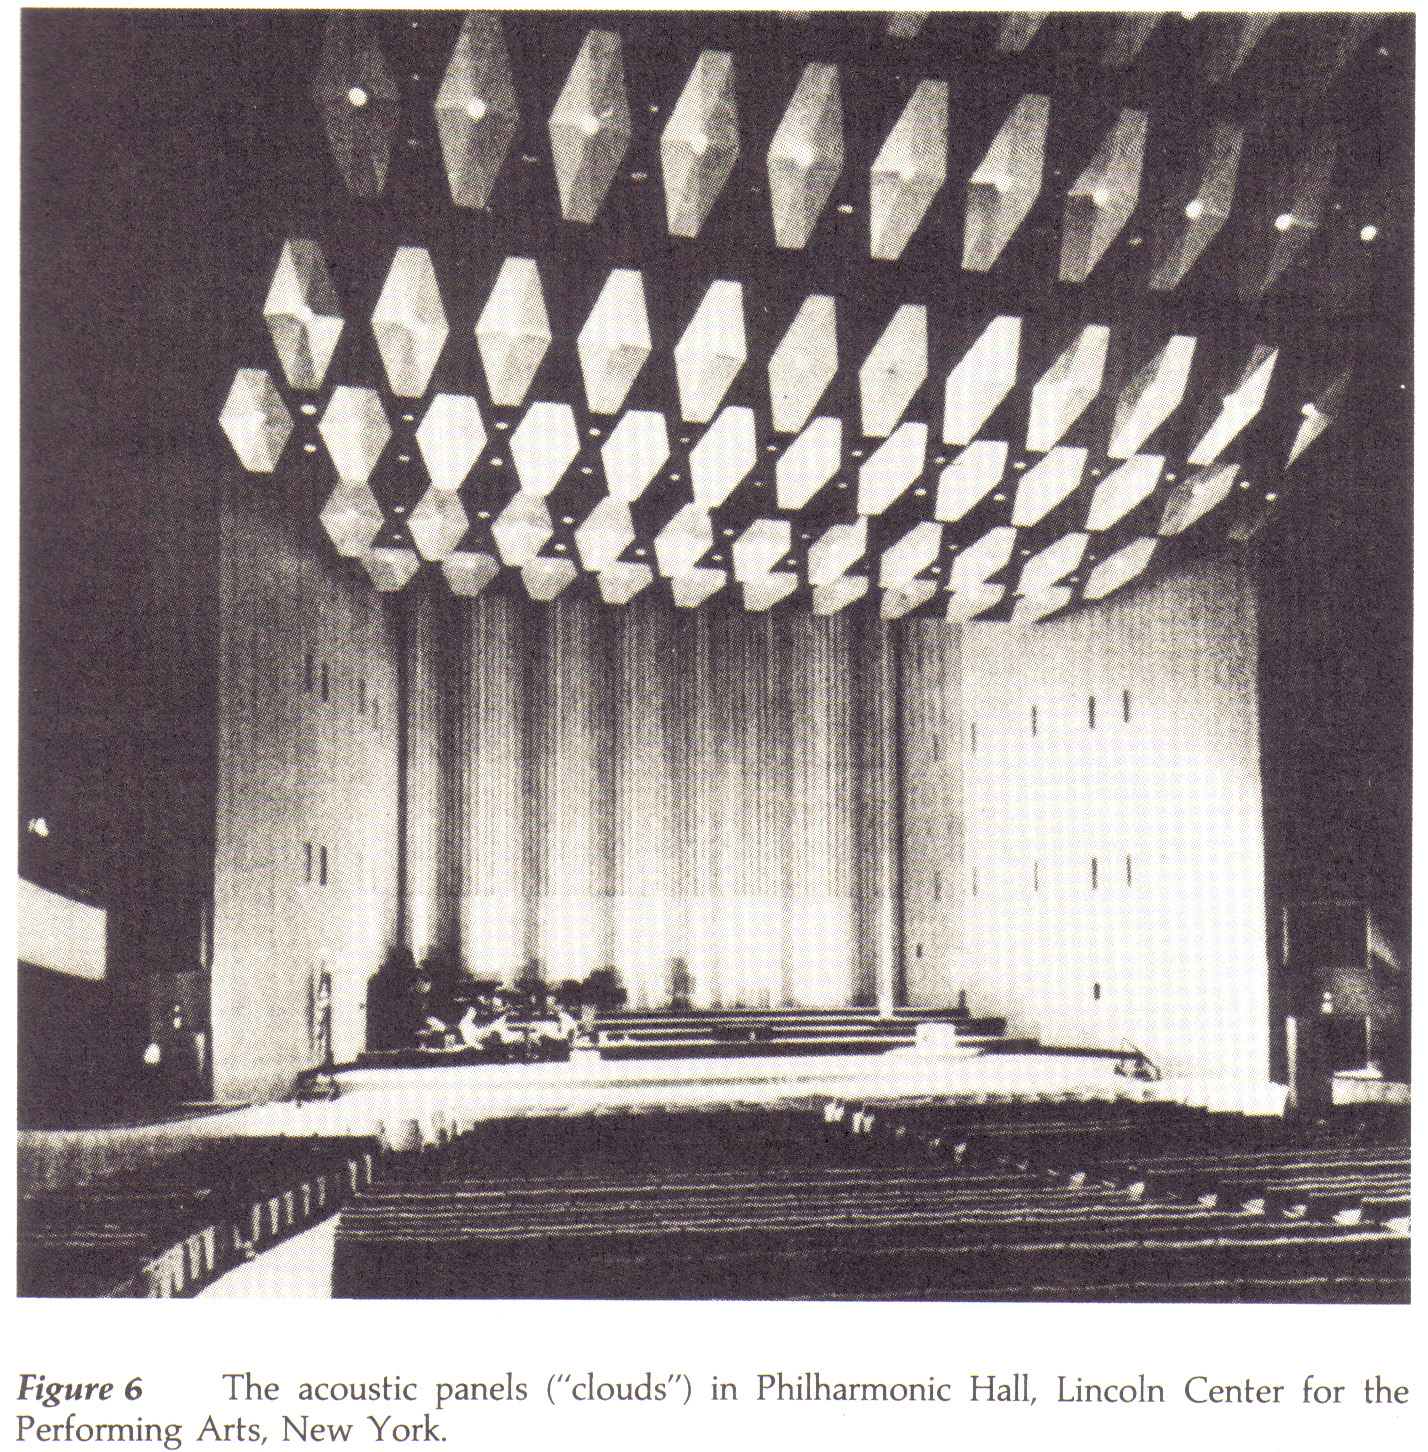 Figure 6 The acoustic panels (“clouds”) in Philharmonic Hall, Lincoln Center for the
Performing Arts, New York.